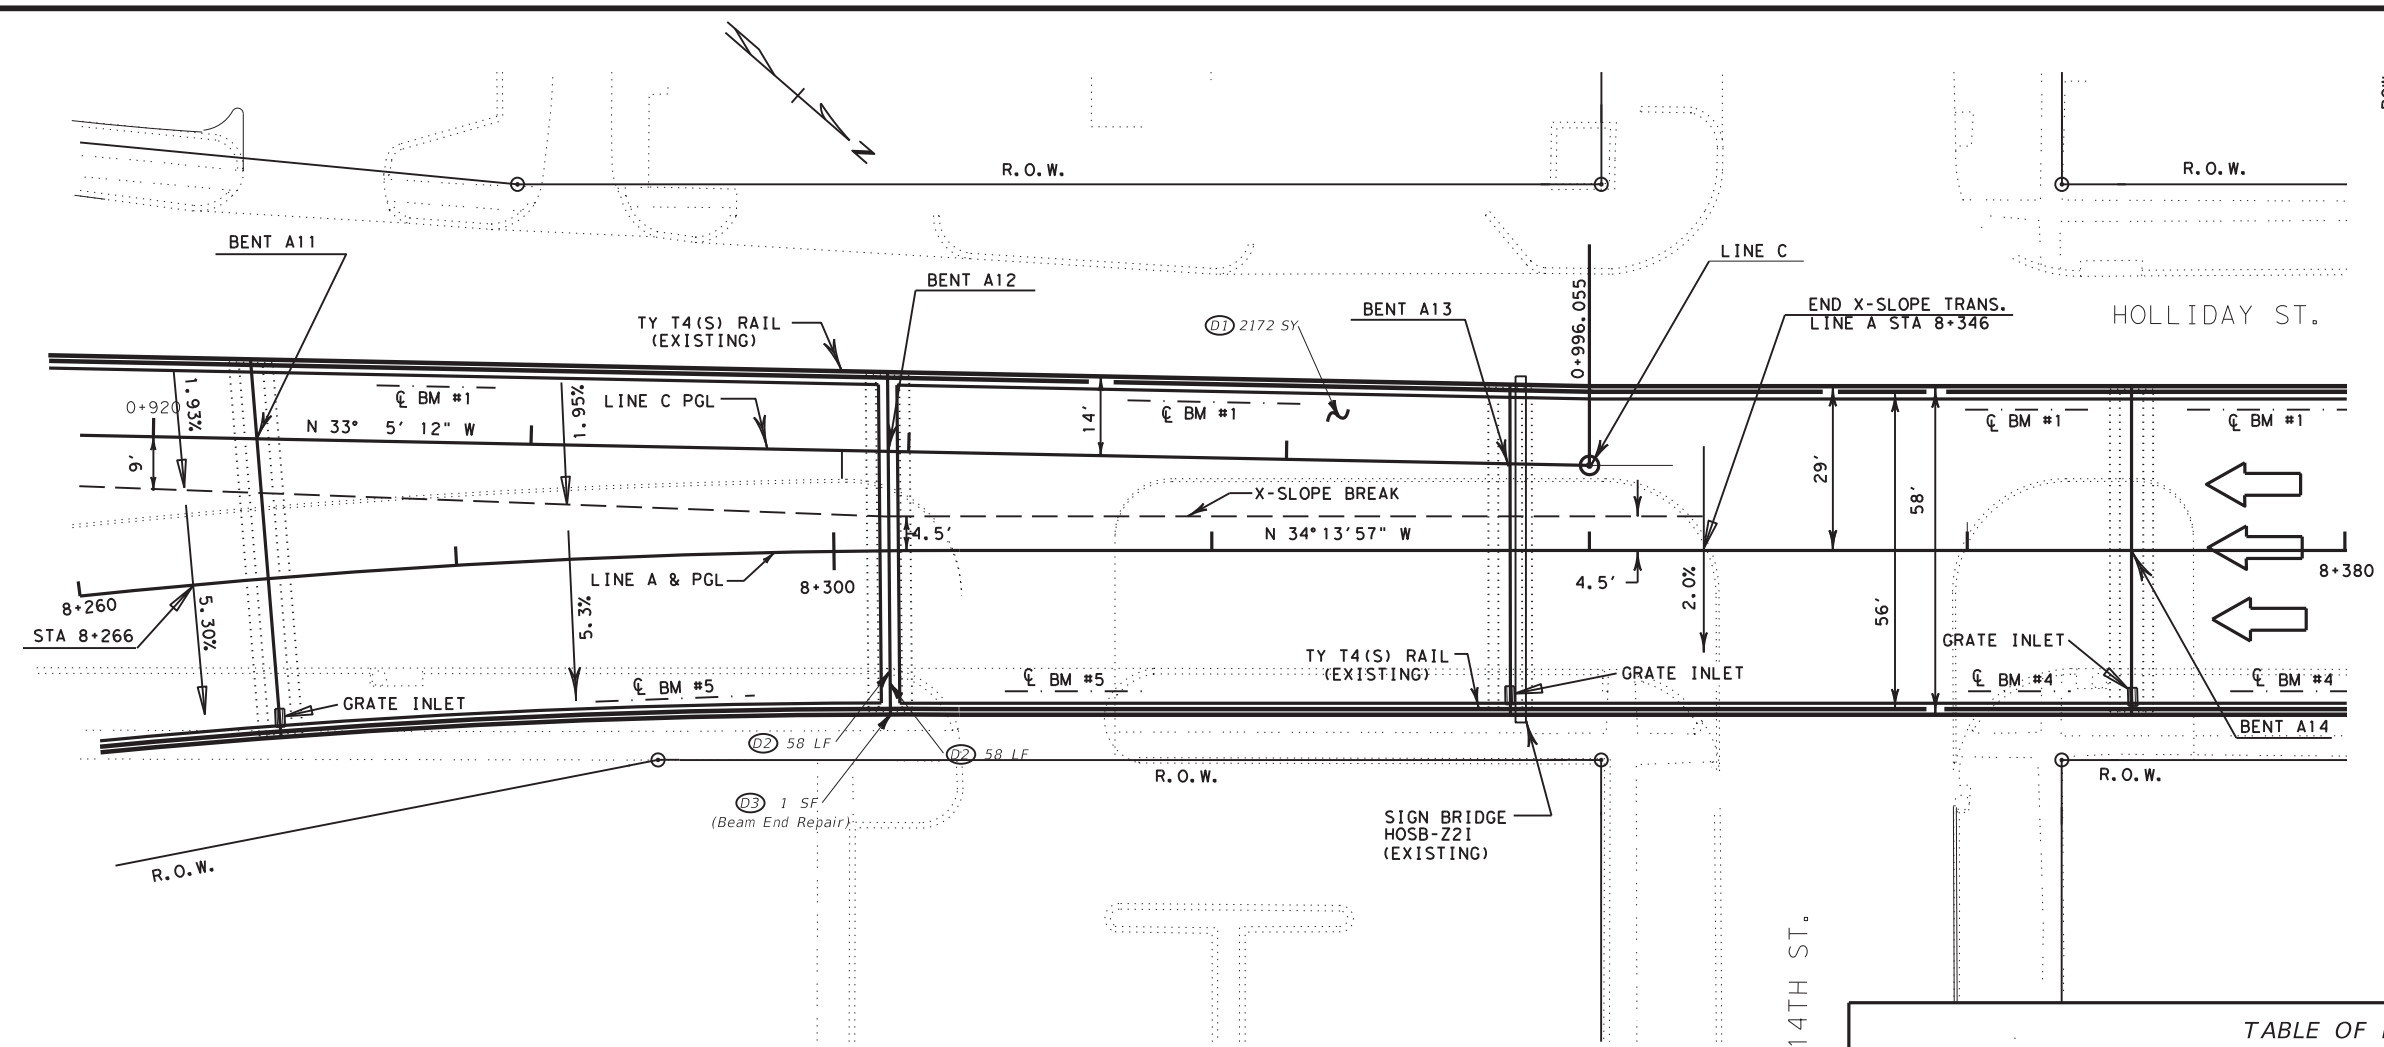 N
R.O.W.
R.O.W.
BENT A11
BENT A12
LINE C
TY T4(S) RAIL
(EXISTING)
D1 2172 SY
BENT A13
0+996.055
END X-SLOPE TRANS.
LINE A STA 8+346
HOLLIDAY ST.
0+920
1.93%
℄ BM #1
1.95%
LINE C PGL
14'
℄ BM #1
℄ BM #1
℄ BM #1
N 33° 5' 12" W
9'
X-SLOPE BREAK
29'
58'
4.5'
N 34°13'57" W
8+260
LINE A & PGL
8+300
4.5'
2.0%
8+380
STA 8+266
5.30%
5.3%
56'
GRATE INLET
TY T4(S) RAIL
(EXISTING)
GRATE INLET
℄ BM #5
℄ BM #5
℄ BM #4
℄ BM #4
GRATE INLET
BENT A14
D2 58 LF
D2 58 LF
R.O.W.
R.O.W.
D3 1 SF
(Beam End Repair)
SIGN BRIDGE
HOSB-Z2I
(EXISTING)
R.O.W.
14TH ST.
TABLE OF